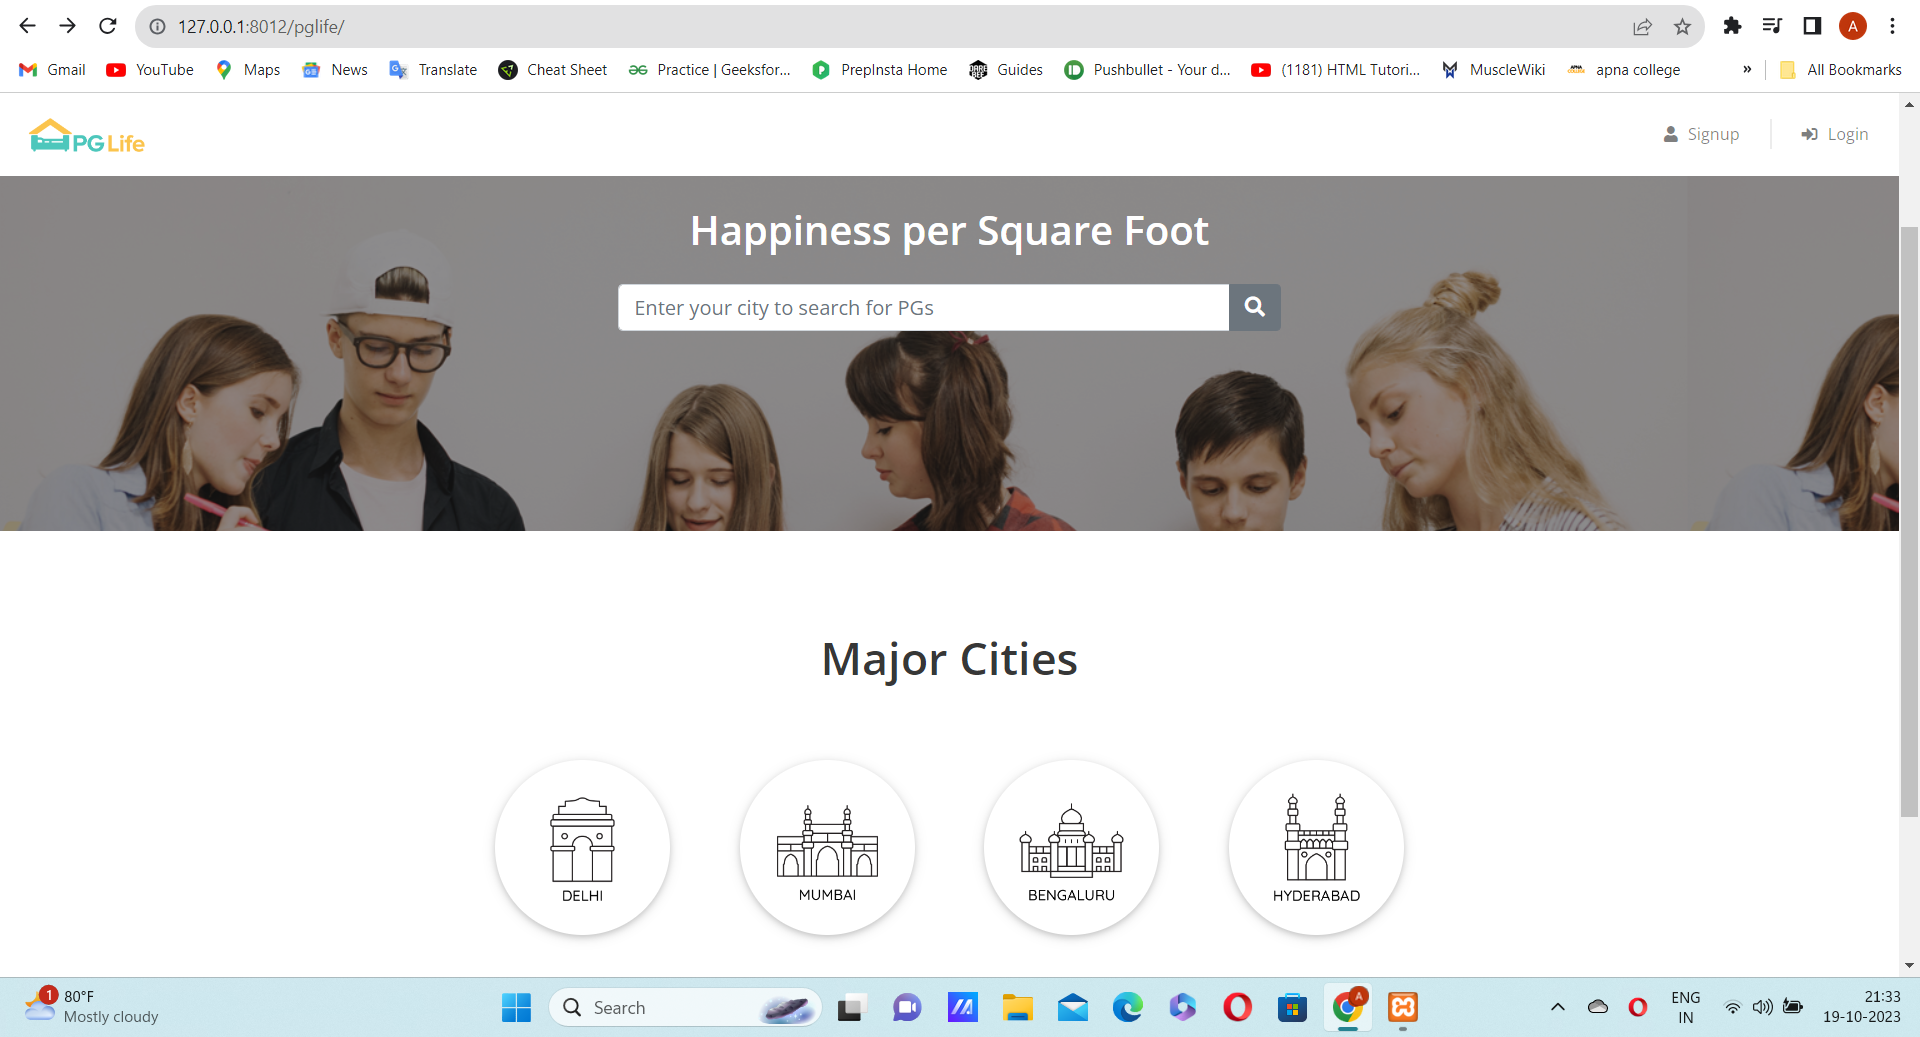 127.0.0.1:8012/pglife/
A
Gmail YouTube Maps News Translate Cheat Sheet Practice | Geeksfor... PrepInsta Home Guides Pushbullet - Your d... (1181) HTML Tutori... MuscleWiki apna college » All Bookmarks
PG Life Signup Login
Happiness per Square Foot
Enter your city to search for PGs
Major Cities
DELHI MUMBAI BENGALURU HYDERABAD
1 80°F
Mostly cloudy
Search
A
ENG
IN
21:33
19-10-2023